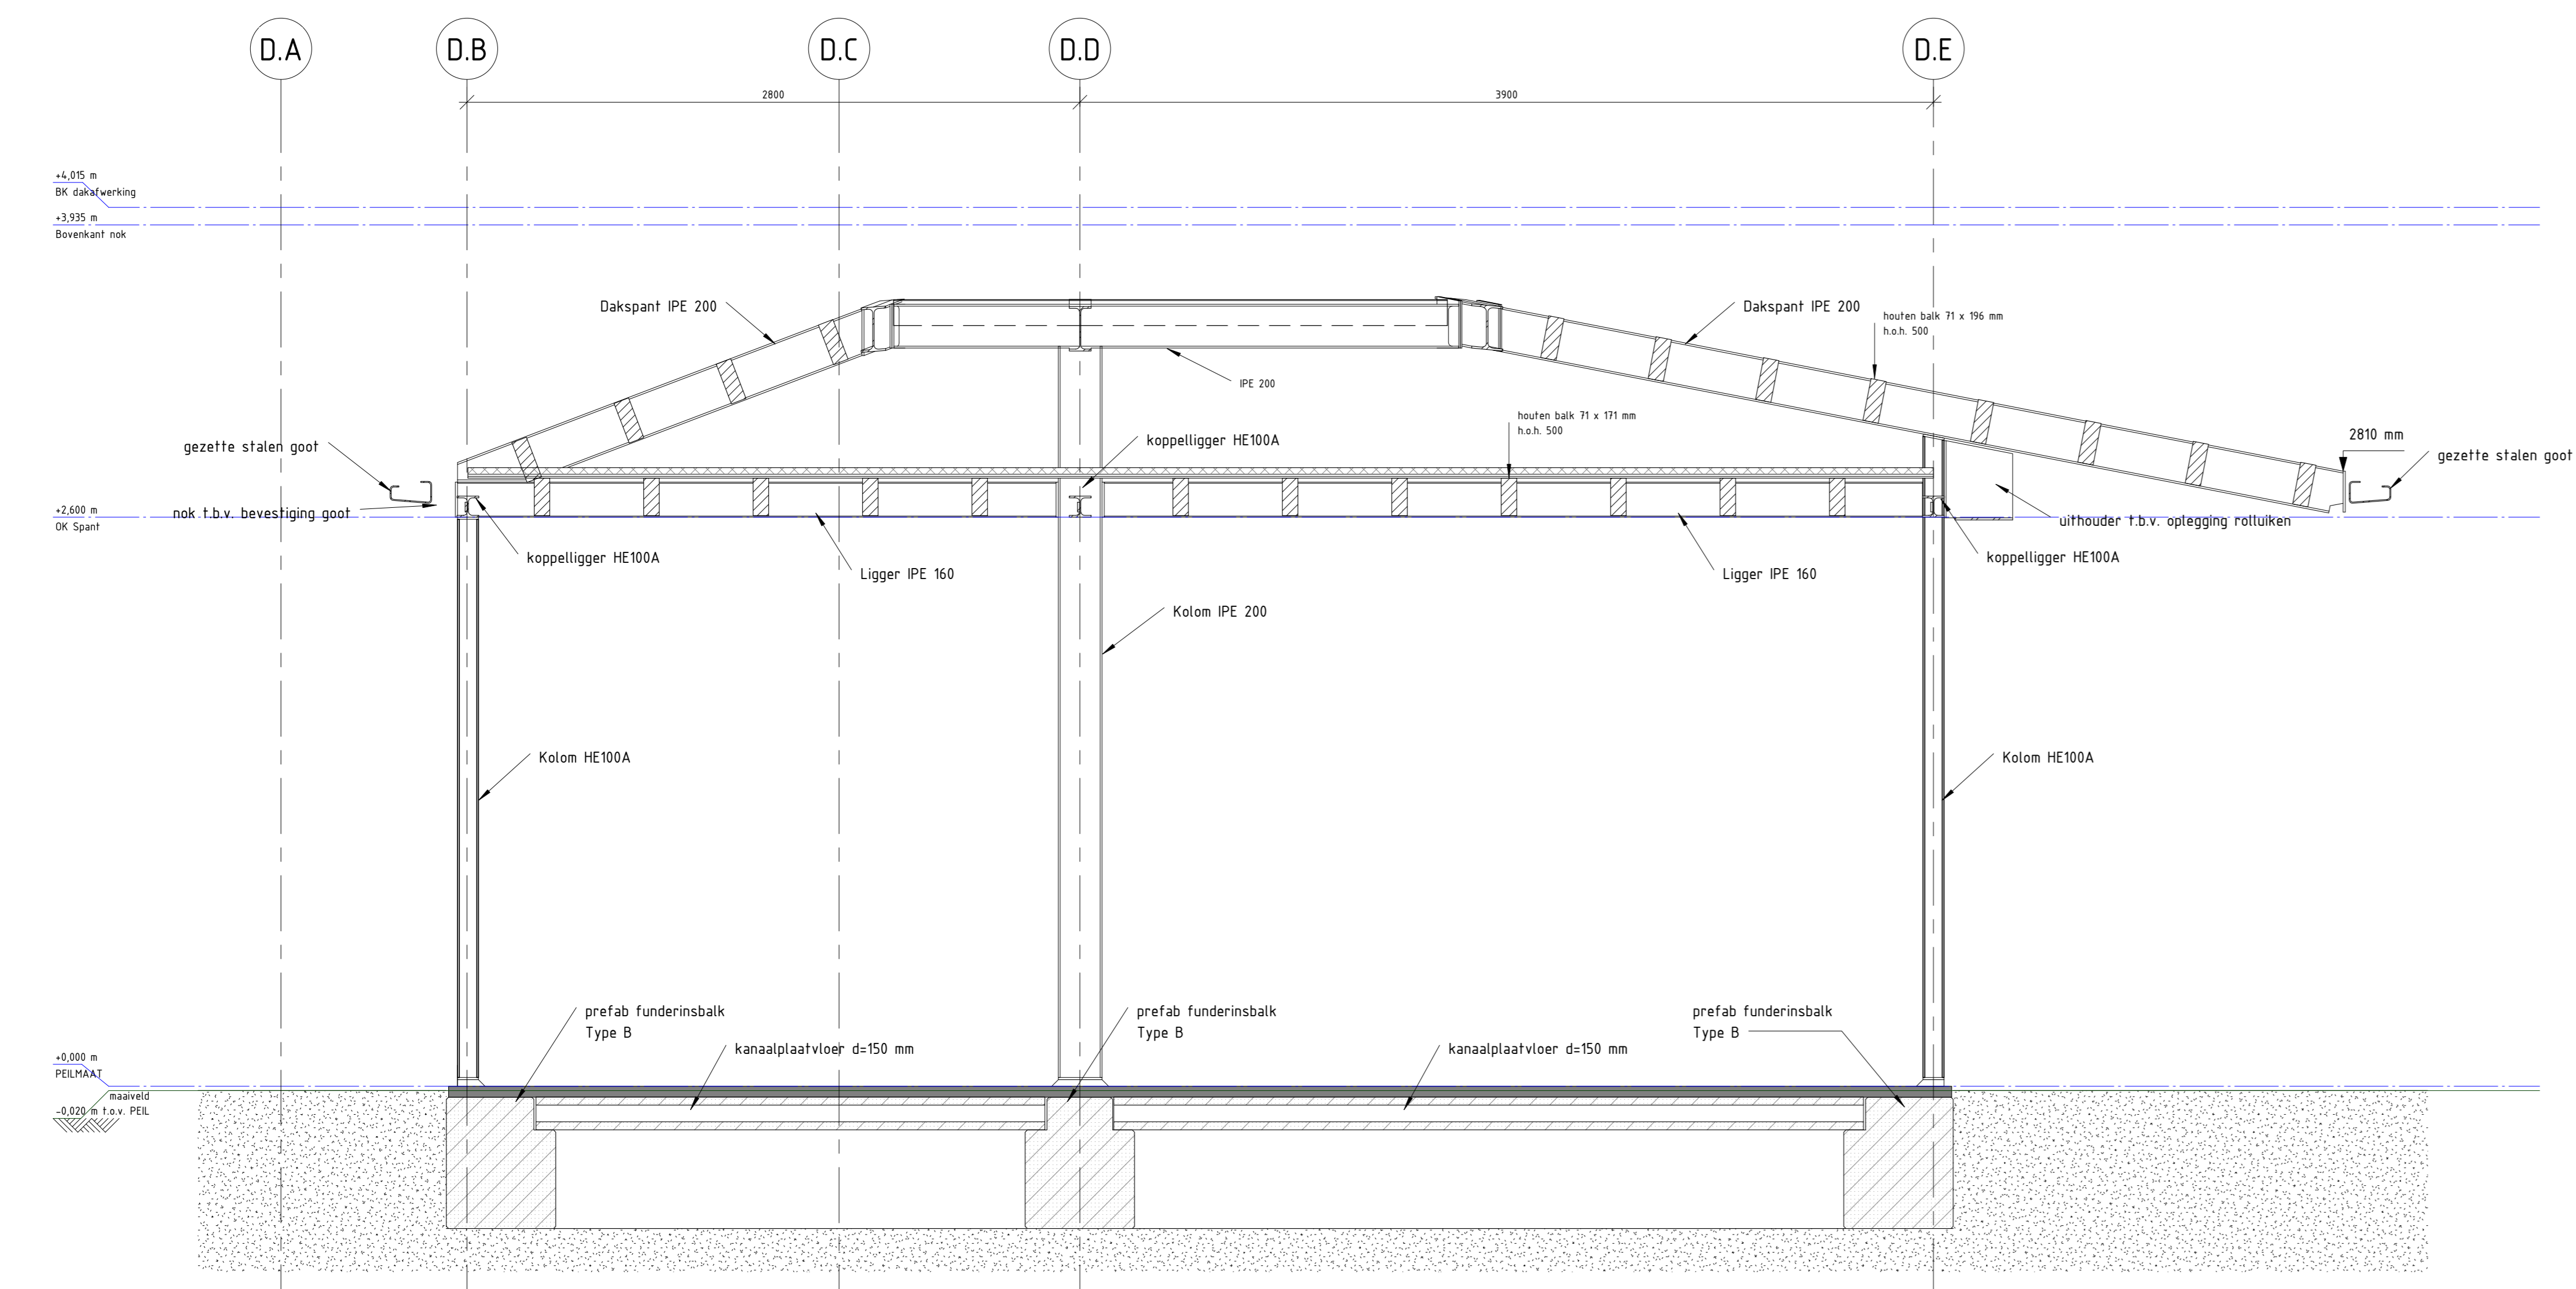 D.A
D.B
D.C
D.D
D.E
2800
3900
+4,015 m
BK dakafwerking
+3,935 m
Bovenkant nok
Dakspant IPE 200
Dakspant IPE 200
houten balk 71 x 196 mm
h.o.h. 500
IPE 200
houten balk 71 x 171 mm
h.o.h. 500
gezette stalen goot
koppelligger HE100A
2810 mm
gezette stalen goot
nok t.b.v. bevestiging goot
+2,600 m
OK Spant
uithouder t.b.v. oplegging rolluiken
koppelligger HE100A
koppelligger HE100A
Ligger IPE 160
Ligger IPE 160
Kolom IPE 200
Kolom HE100A
Kolom HE100A
prefab funderinsbalk
Type B
prefab funderinsbalk
Type B
prefab funderinsbalk
Type B
kanaalplaatvloer d=150 mm
kanaalplaatvloer d=150 mm
+0,000 m
PEILMAAT
maaiveld
-0,020 m t.o.v. PEIL